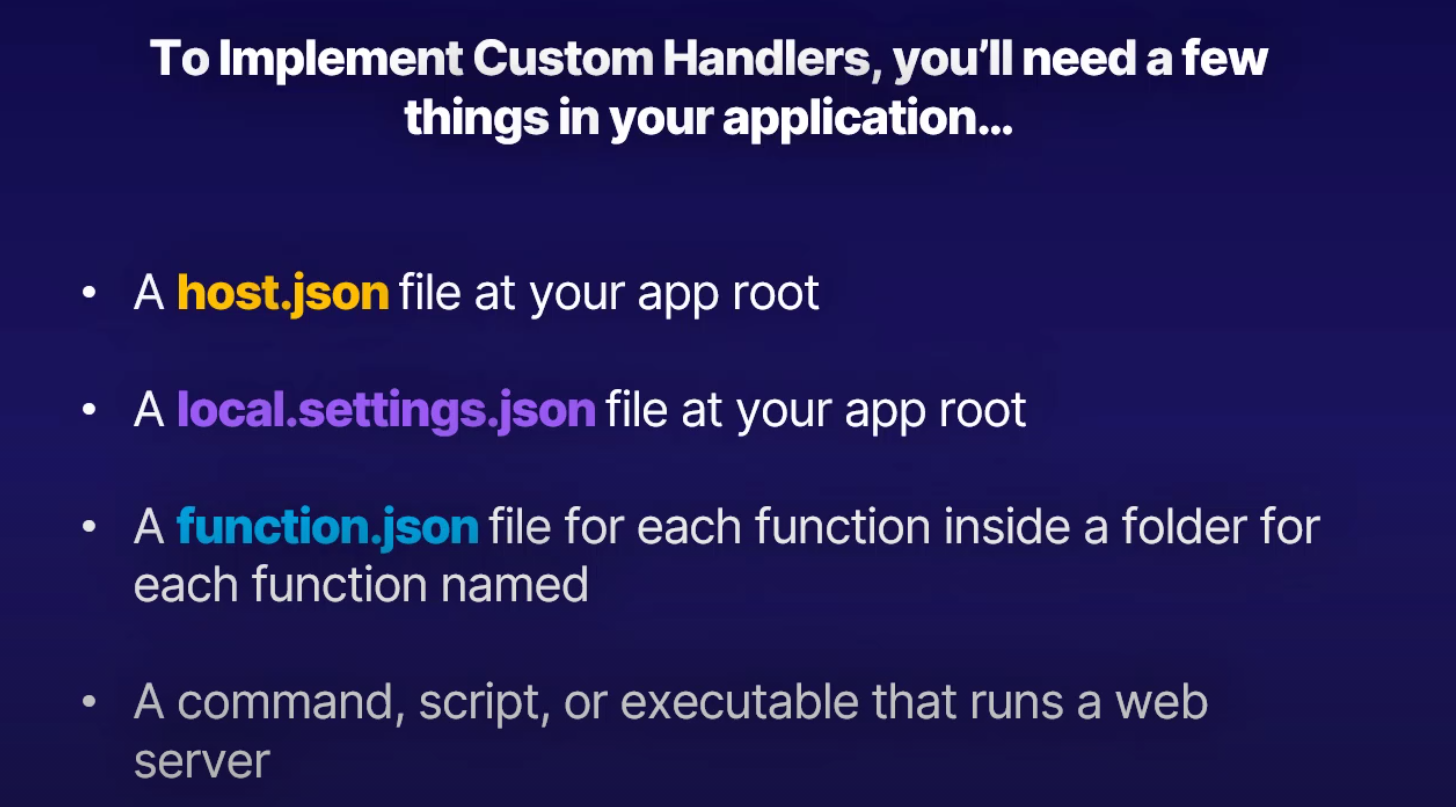 To Implement Custom Handlers, you’ll need a few
things in your application...
• A host.json file at your app root
• A local.settings.json file at your app root
• A function.json file for each function inside a folder for
each function named
• A command, script, or executable that runs a web
server